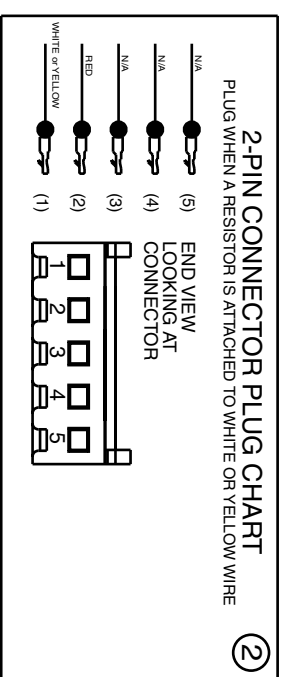 2-PIN CONNECTOR PLUG CHART
PLUG WHEN A RESISTOR IS ATTACHED TO WHITE OR YELLOW WIRE
2
N/A
(5)
N/A
(4)
N/A
(3)
RED
(2)
WHITE or YELLOW
(1)
END VIEW
LOOKING AT
CONNECTOR
1 2 3 4 5